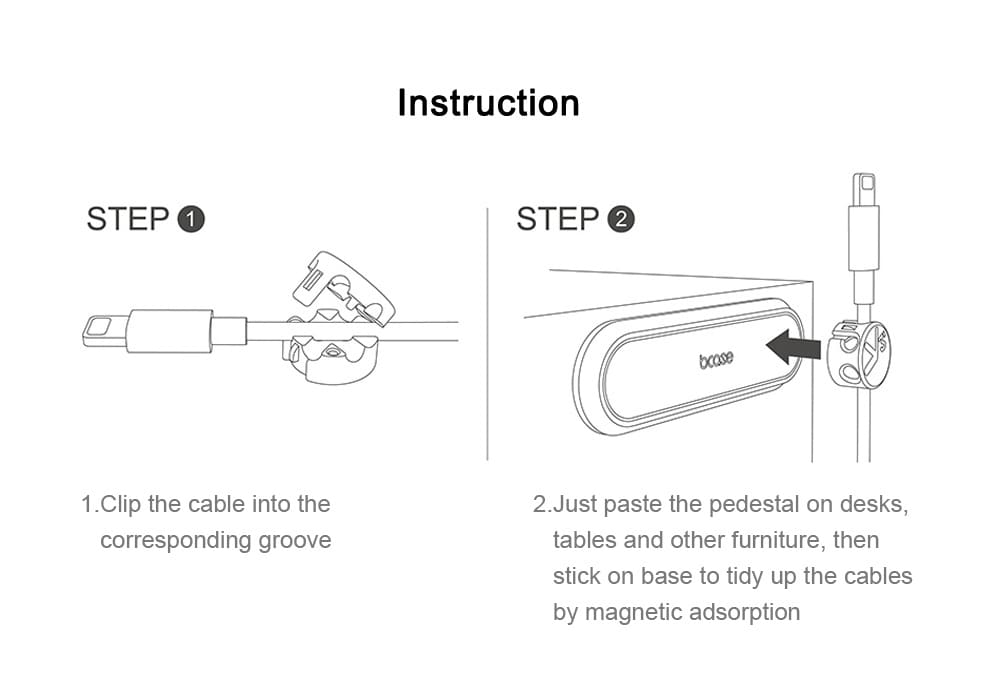 Instruction
STEP 1
STEP 2
bcase
1.Clip the cable into the
corresponding groove
2.Just paste the pedestal on desks,
tables and other furniture, then
stick on base to tidy up the cables
by magnetic adsorption